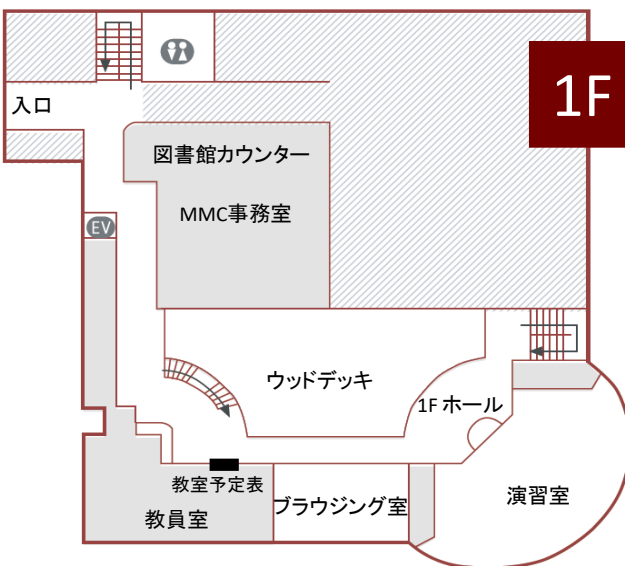 1F
入口
図書館カウンター
MMC事務室
EV
ウッドデッキ
1F ホール
教室予定表
教員室
ブラウジング室
演習室